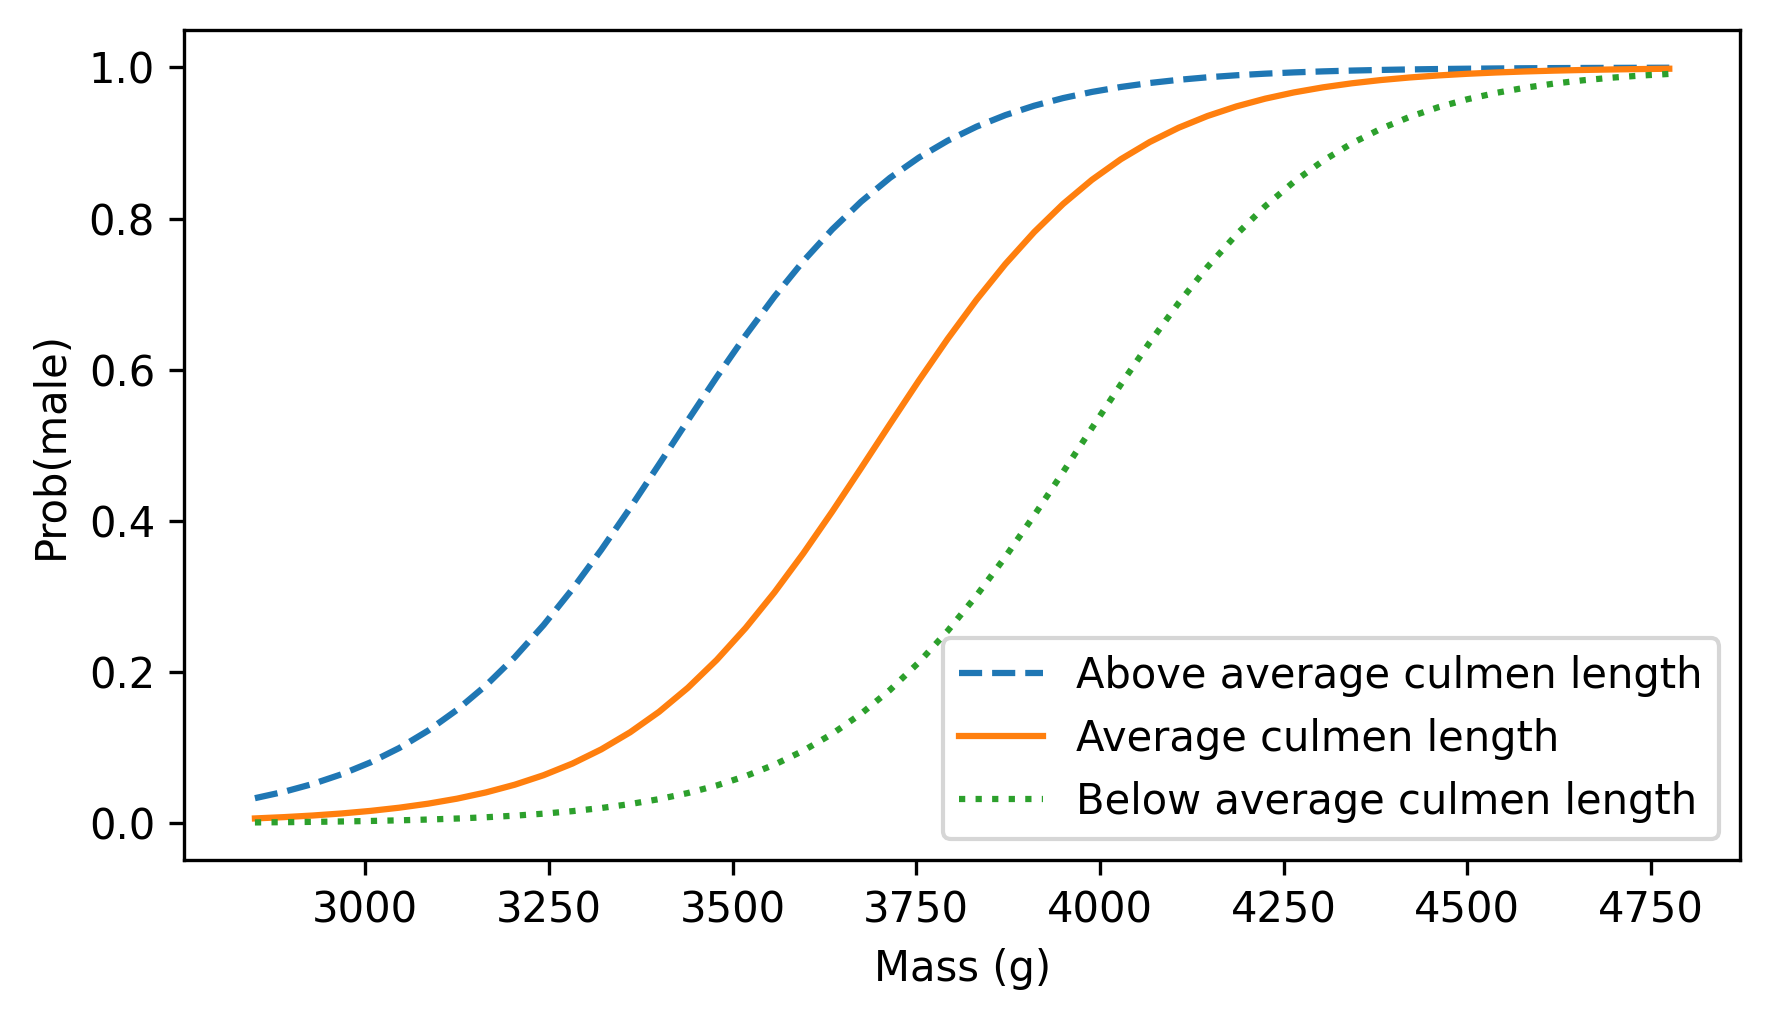 1.0
0.8
0.6
0.4
0.2
0.0
Prob(male)
Above average culmen length
Average culmen length
Below average culmen length
3000 3250 3500 3750 4000 4250 4500 4750
Mass (g)